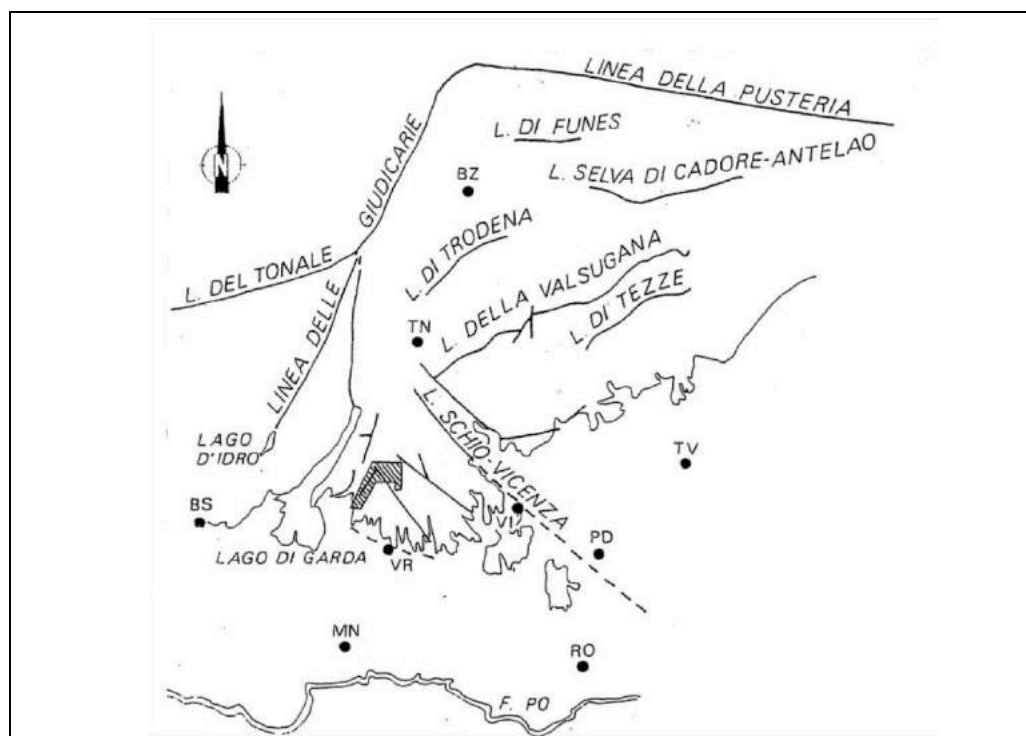 LINEA DELLA PUSTERIA
L. DI FUNES
L. SELVA DI CADORE-ANTELAO
GIUDICARIE
N
BZ
L. DI TRODENA
L. DEL TONALE
L. DELLA VALSUGANA
L. DI TEZZE
TN
LINEA DELLE
L. SCHIO-VICENZA
LAGO
D'IDRO
TV
BS
VI
PD
LAGO DI GARDA
VR
MN
RO
F. PO